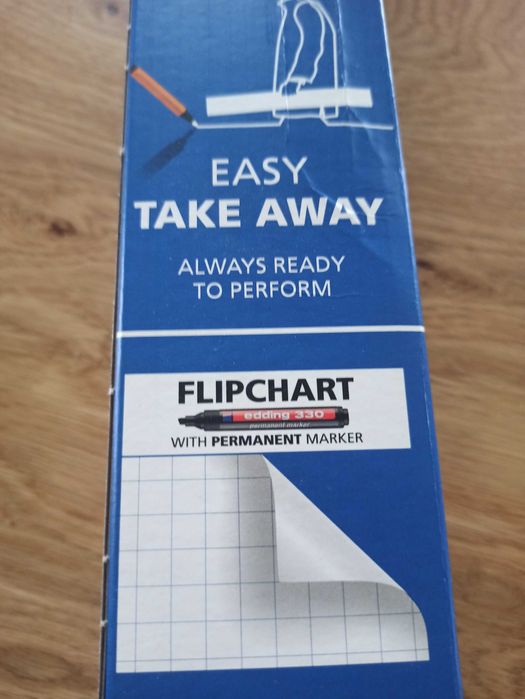 EASY
TAKE AWAY
ALWAYS READY
TO PERFORM
FLIPCHART
edding 330
permanent marker
WITH PERMANENT MARKER